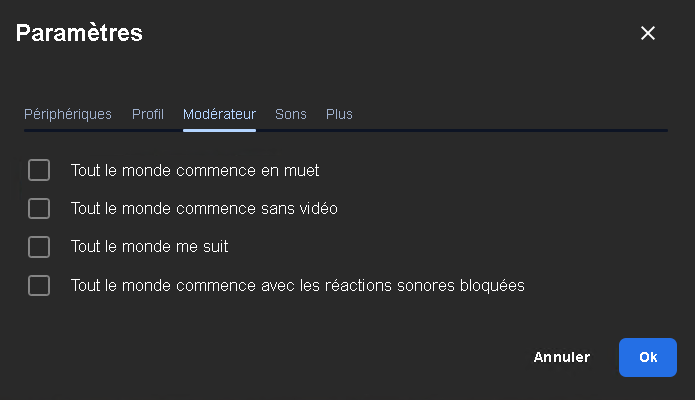 Paramètres
Périphériques Profil Modérateur Sons Plus
Tout le monde commence en muet
Tout le monde commence sans vidéo
Tout le monde me suit
Tout le monde commence avec les réactions sonores bloquées
Annuler Ok